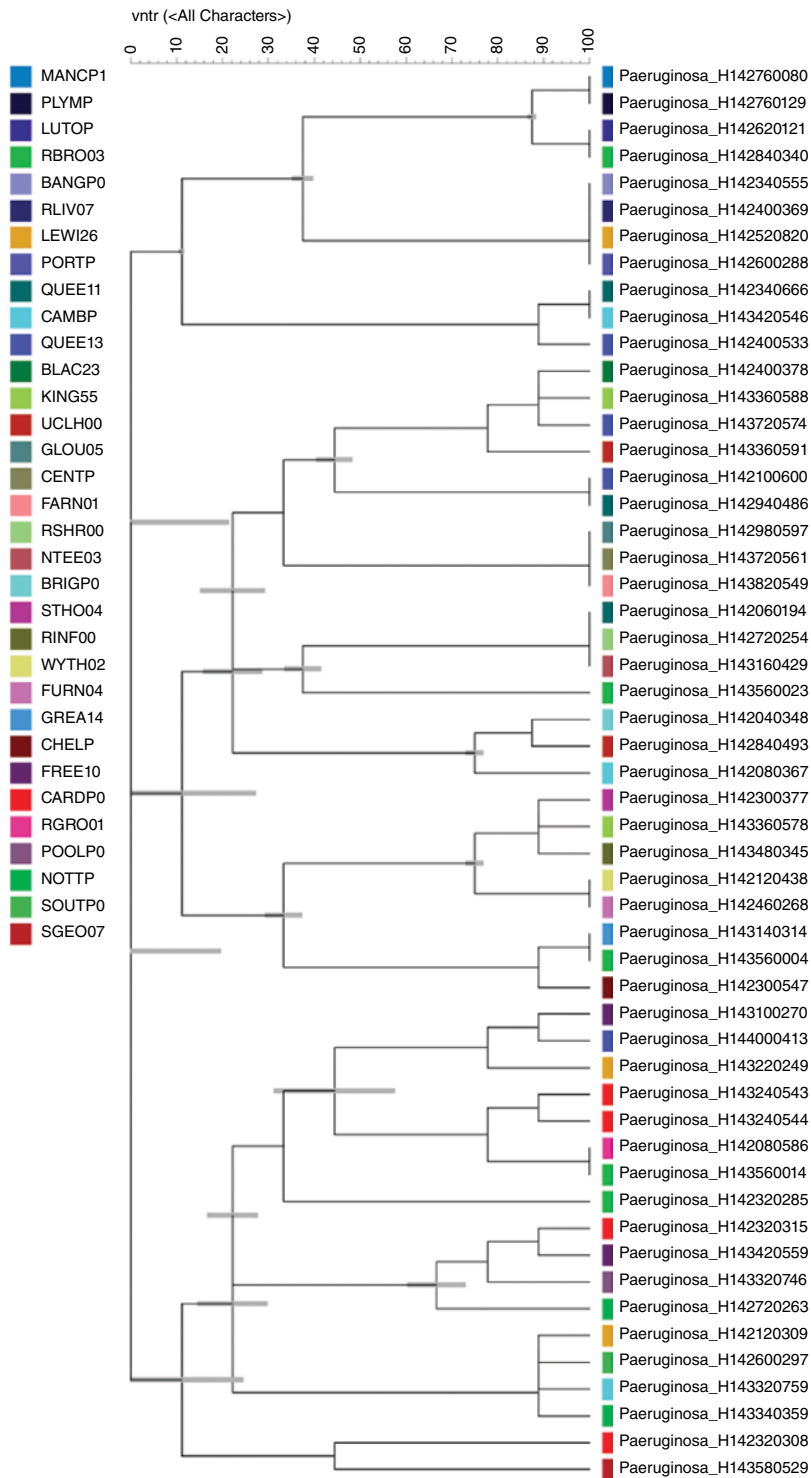 vntr (<All Characters>)
0 10 20 30 40 50 60 70 80 90 100
MANCP1 Paeruginosa_H142760080
PLYMP Paeruginosa_H142760129
LUTOP Paeruginosa_H142620121
RBRO03 Paeruginosa_H142840340
BANGP0 Paeruginosa_H142340555
RLIV07 Paeruginosa_H142400369
LEWI26 Paeruginosa_H142520820
PORTP Paeruginosa_H142600288
QUEE11 Paeruginosa_H142340666
CAMBP Paeruginosa_H143420546
QUEE13 Paeruginosa_H142400533
BLAC23 Paeruginosa_H142400378
KING55 Paeruginosa_H143360588
UCLH00 Paeruginosa_H143720574
GLOU05 Paeruginosa_H143360591
CENTP Paeruginosa_H142100600
FARN01 Paeruginosa_H142940486
RSHR00 Paeruginosa_H142980597
NTEE03 Paeruginosa_H143720561
BRIGP0 Paeruginosa_H143820549
STHO04 Paeruginosa_H142060194
RINF00 Paeruginosa_H142720254
WYTH02 Paeruginosa_H143160429
FURN04 Paeruginosa_H143560023
GREA14 Paeruginosa_H142040348
CHELP Paeruginosa_H142840493
FREE10 Paeruginosa_H142080367
CARDP0 Paeruginosa_H142300377
RGRO01 Paeruginosa_H143360578
POOLP0 Paeruginosa_H143480345
NOTTP Paeruginosa_H142120438
SOUTP0 Paeruginosa_H142460268
SGEO07 Paeruginosa_H143140314
Paeruginosa_H143560004
Paeruginosa_H142300547
Paeruginosa_H143100270
Paeruginosa_H144000413
Paeruginosa_H143220249
Paeruginosa_H143240543
Paeruginosa_H143240544
Paeruginosa_H142080586
Paeruginosa_H143560014
Paeruginosa_H142320285
Paeruginosa_H142320315
Paeruginosa_H143420559
Paeruginosa_H143320746
Paeruginosa_H142720263
Paeruginosa_H142120309
Paeruginosa_H142600297
Paeruginosa_H143320759
Paeruginosa_H143340359
Paeruginosa_H142320308
Paeruginosa_H143580529